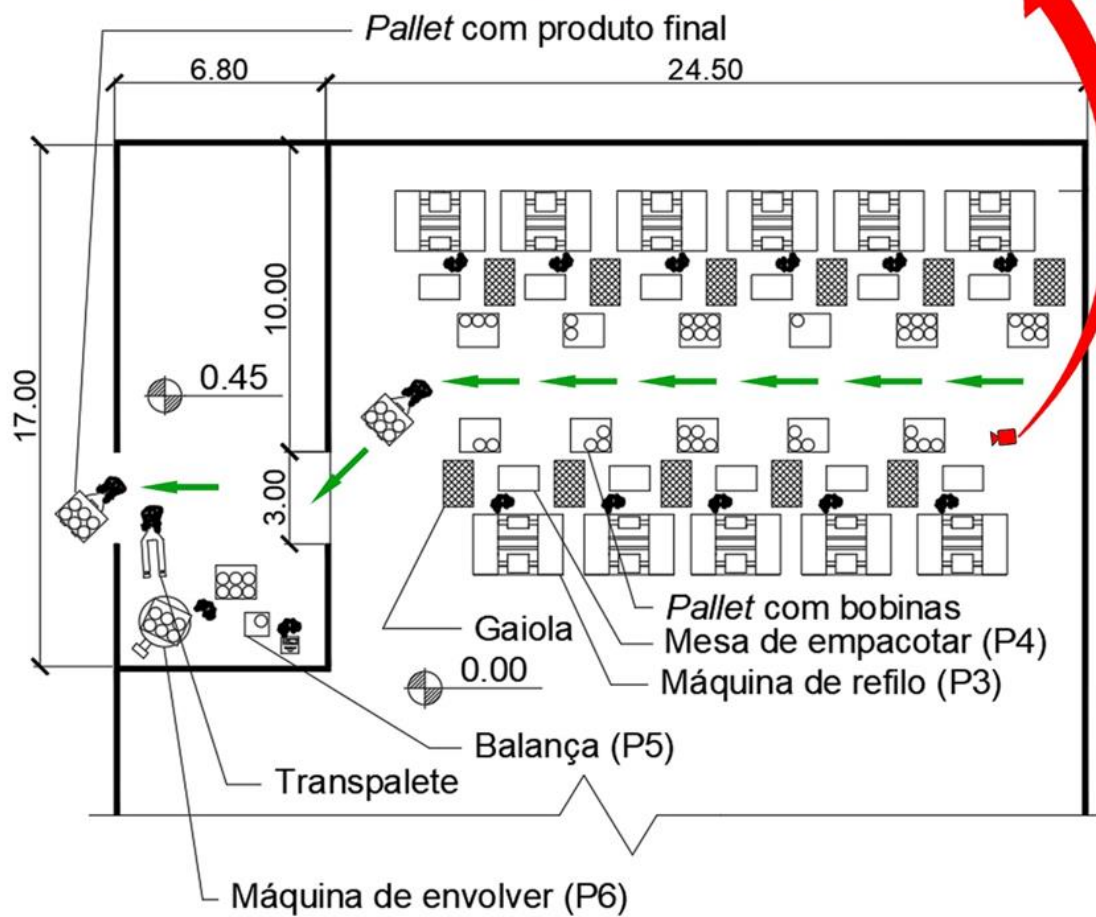 Pallet com produto final
6.80
24.50
17.00
10.00
0.45
3.00
Pallet com bobinas
Gaiola
Mesa de empacotar (P4)
0.00
Máquina de refilo (P3)
Balança (P5)
Transpalete
Máquina de envolver (P6)